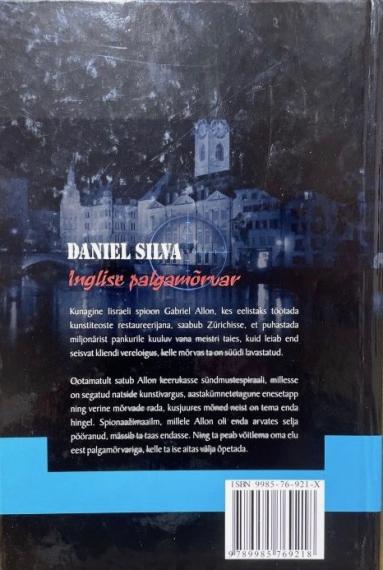 DANIEL SILVA
Inglise palgamõrvar
Kunagine Iisraeli spioon Gabriel Allon, kes eelistaks töötada
kunstiteoste restaureerijana, saabub Zürichisse, et puhastada
miljonärist pankurile kuuluv vana meistri taies, kuid leiab end
seisvat kliendi vereloigus, kelle mõrvas ta on süüdi lavastatud.
Ootamatult satub Allon keerukasse sündmustespiraali, millesse
on segatud natside kunstivargus, aastakümnetetagune enesetapp
ning verine mõrvade rada, kusjuures mõned neist on tema enda
hingel. Spionaažimaailm, millele Allon oli enda arvates selja
pööranud, mässib ta taas endasse. Ning ta peab võitlema oma elu
eest palgamõrvariga, kelle ta ise aitas välja õpetada.
ISBN 9985-76-921-X
9789985769218